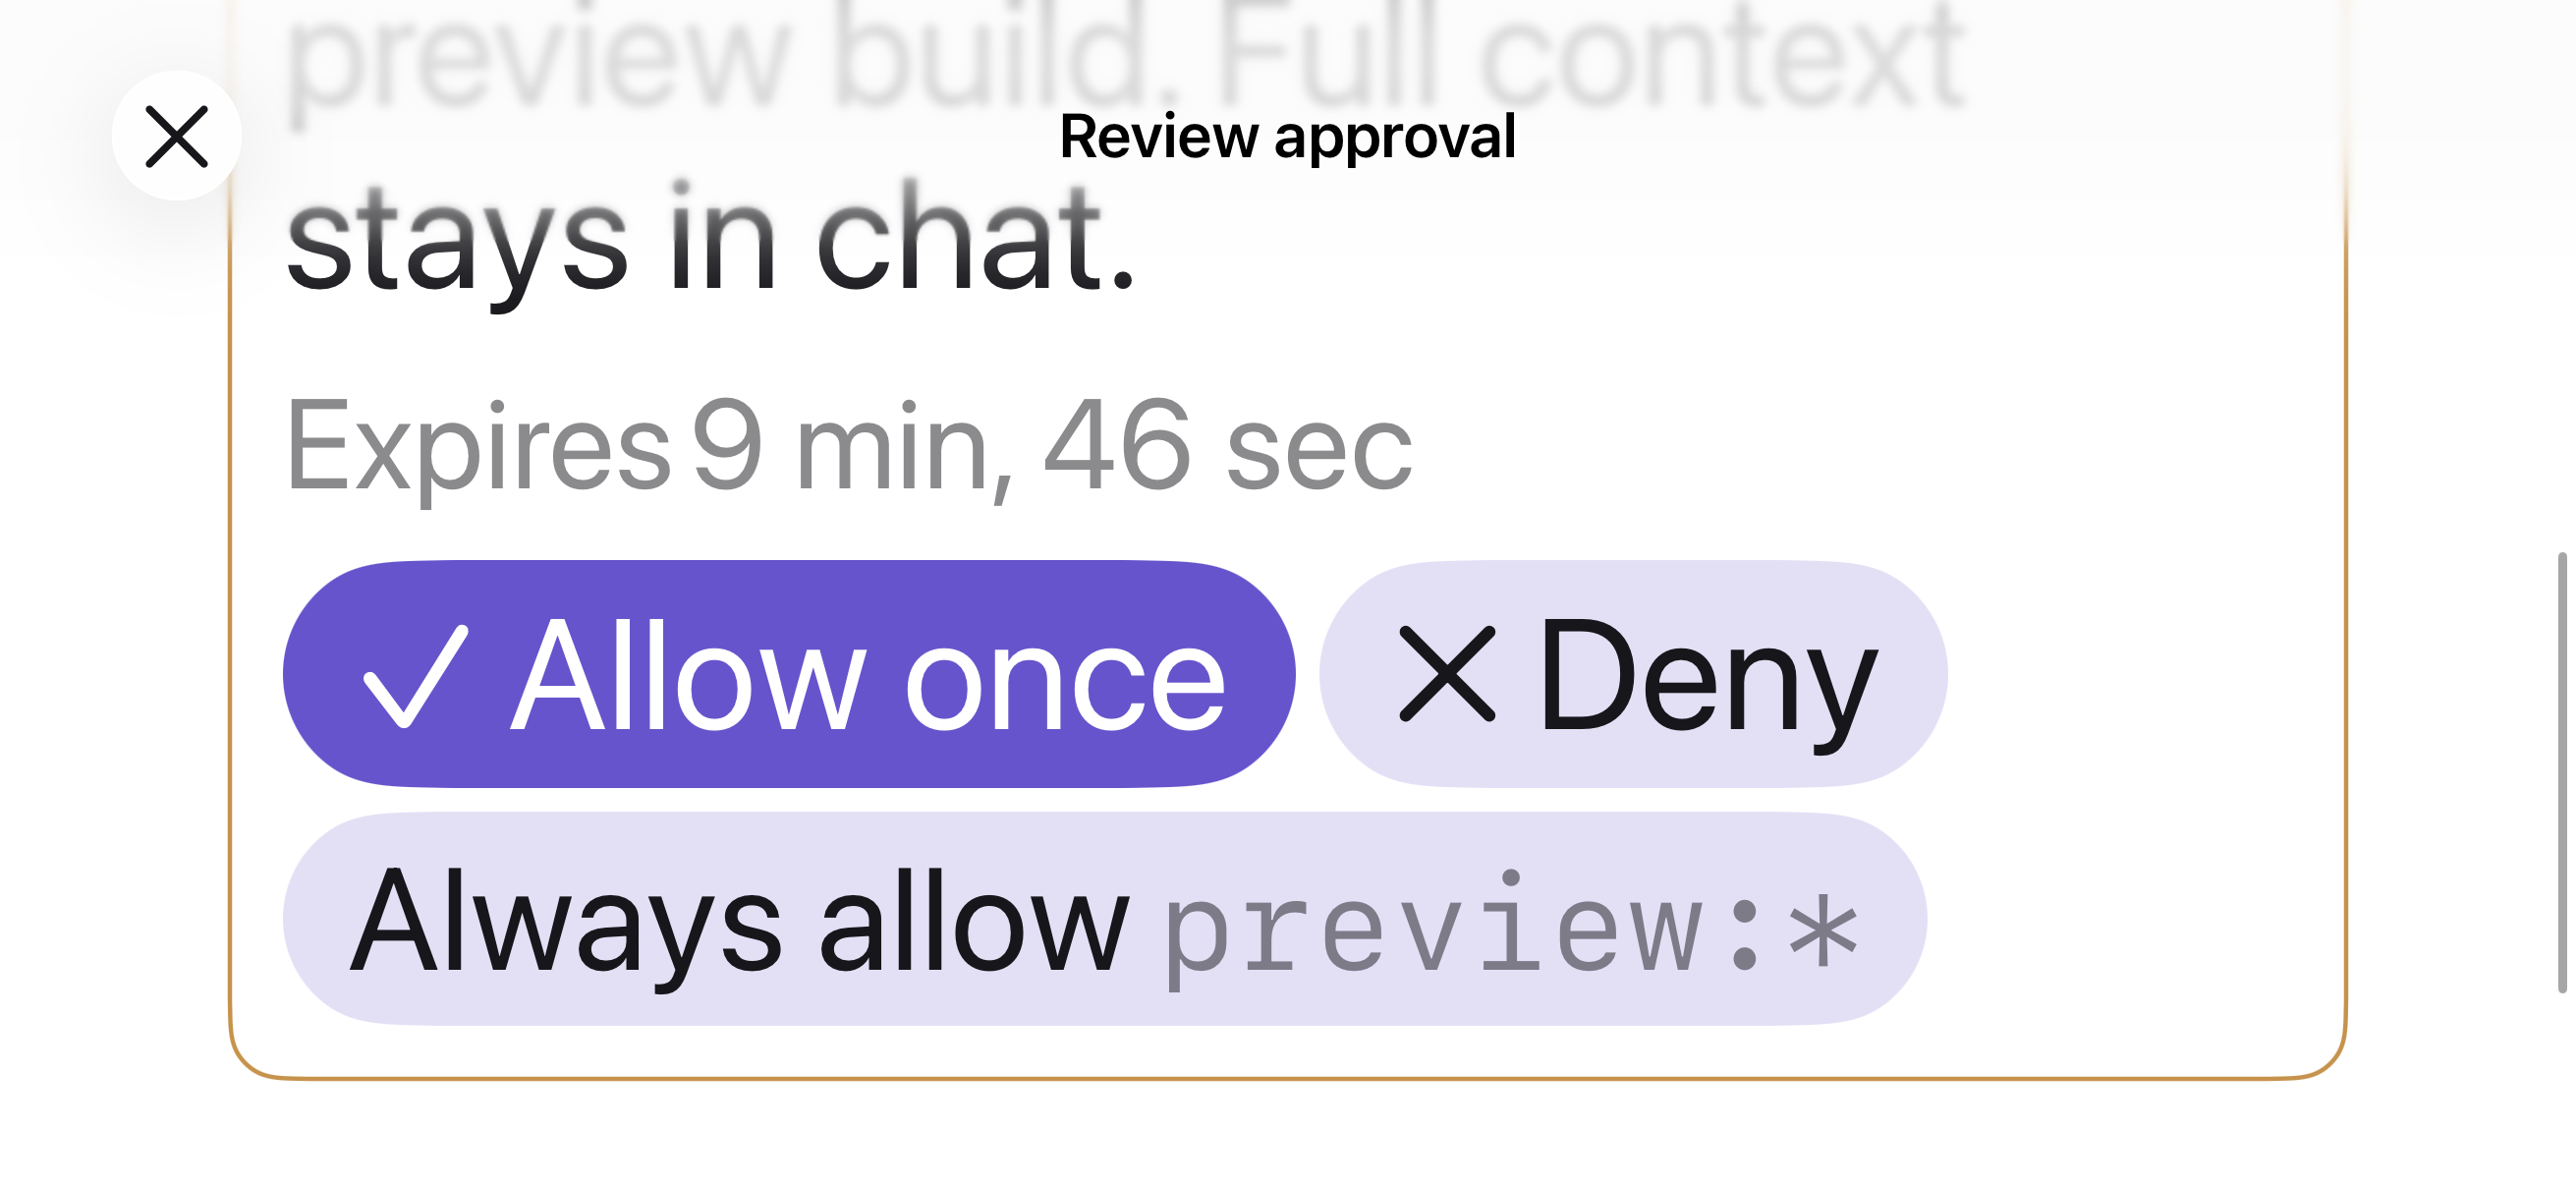 preview build. Full context
Review approval
stays in chat.
Expires 9 min, 46 sec
Allow once
Deny
Always allow preview:*